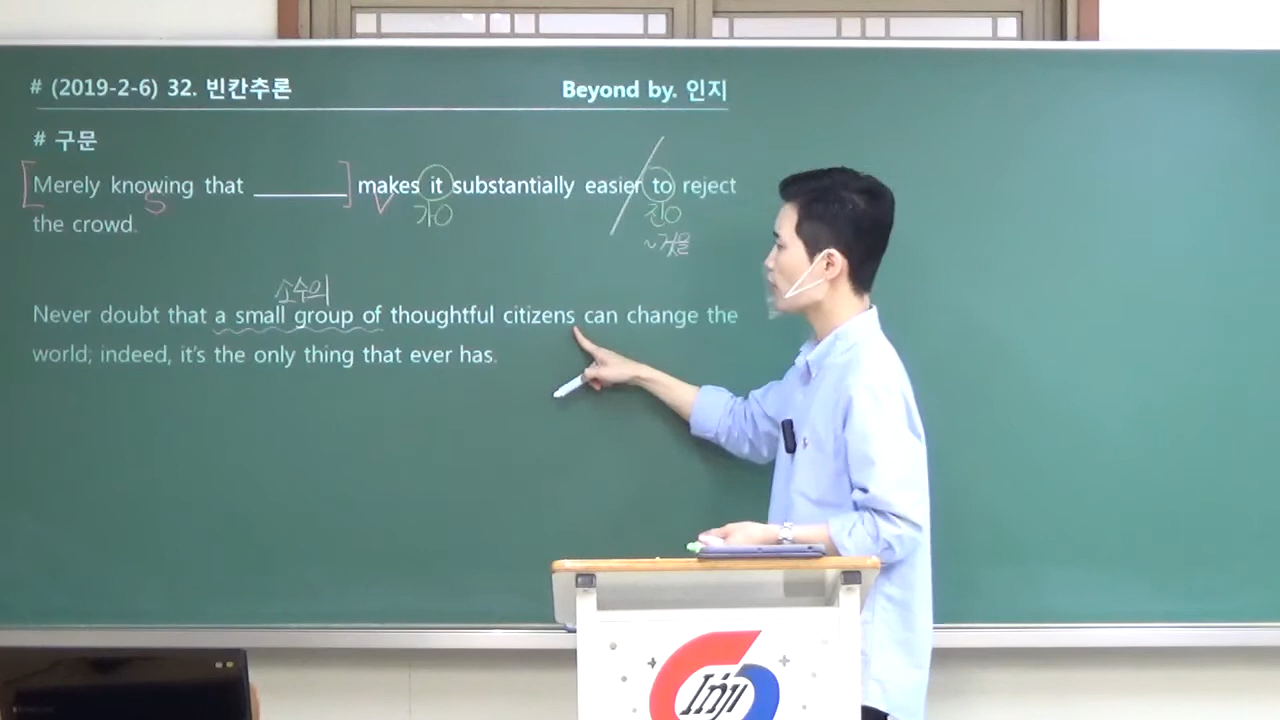 # (2019-2-6) 32. 빈칸추론 Beyond by. 인지
# 구문
[Merely knowing that ________] makes it substantially easier / to reject
S V 가O 진O
~것을
the crowd.
소수의
Never doubt that a small group of thoughtful citizens can change the
world; indeed, it's the only thing that ever has.
Inji